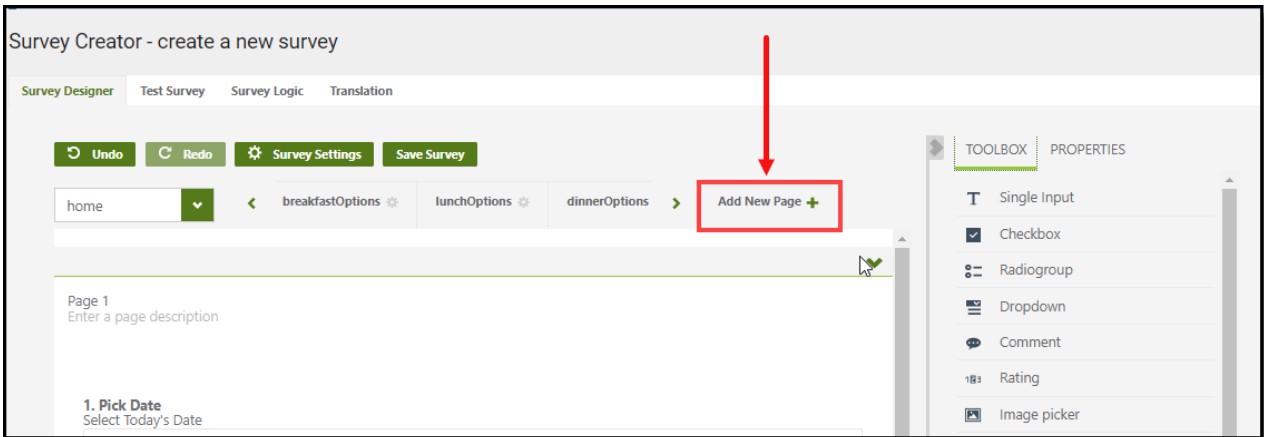 Survey Creator - create a new survey
Survey Designer Test Survey Survey Logic Translation
Undo Redo Survey Settings Save Survey
TOOLBOX PROPERTIES
home breakfastOptions lunchOptions dinnerOptions Add New Page
Single Input
Checkbox
Radiogroup
Dropdown
Comment
Rating
Image picker
Page 1
Enter a page description
1. Pick Date
Select Today's Date